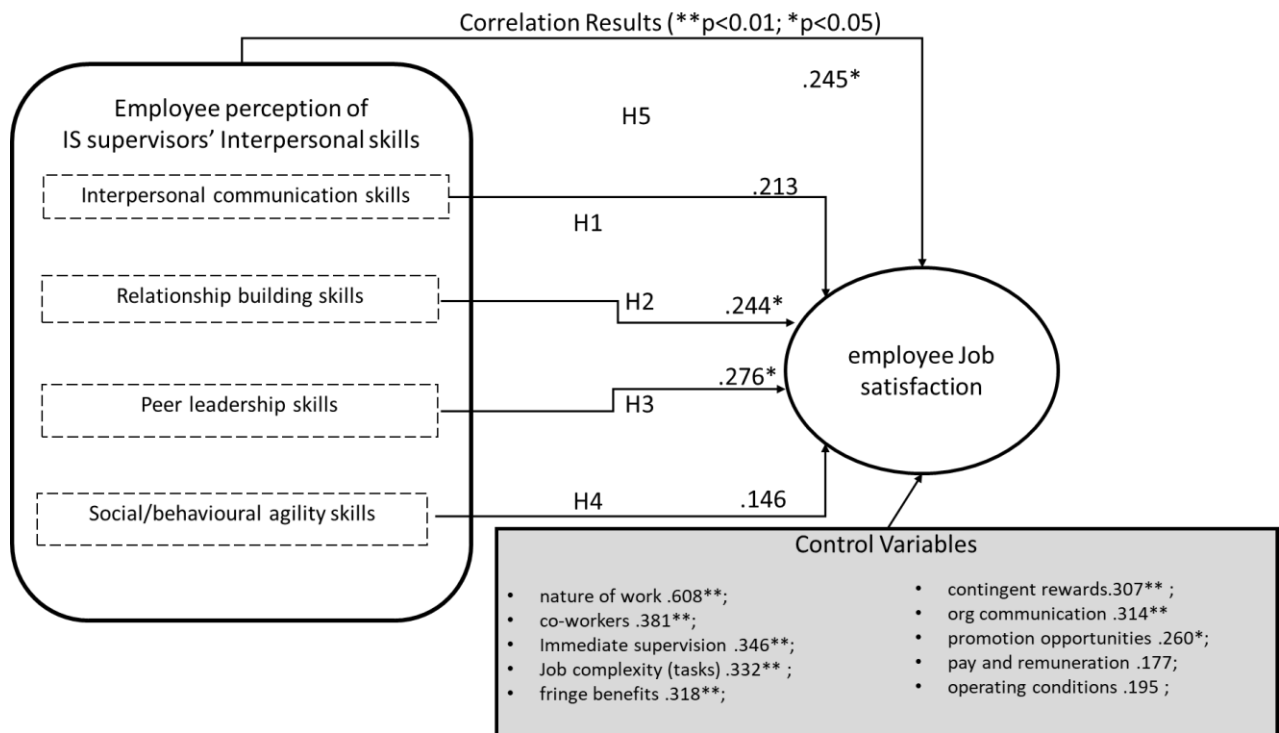 Correlation Results (**p<0.01; *p<0.05)
.245*
H5
Employee perception of
IS supervisors' Interpersonal skills
Interpersonal communication skills
.213
H1
Relationship building skills
H2
.244*
Peer leadership skills
.276*
H3
Social/behavioural agility skills
H4
.146
employee Job
satisfaction
Control Variables
• nature of work .608**;
• co-workers .381**;
• Immediate supervision .346**;
• Job complexity (tasks) .332** ;
• fringe benefits .318**;
• contingent rewards.307** ;
• org communication .314**
• promotion opportunities .260*;
• pay and remuneration .177;
• operating conditions .195 ;